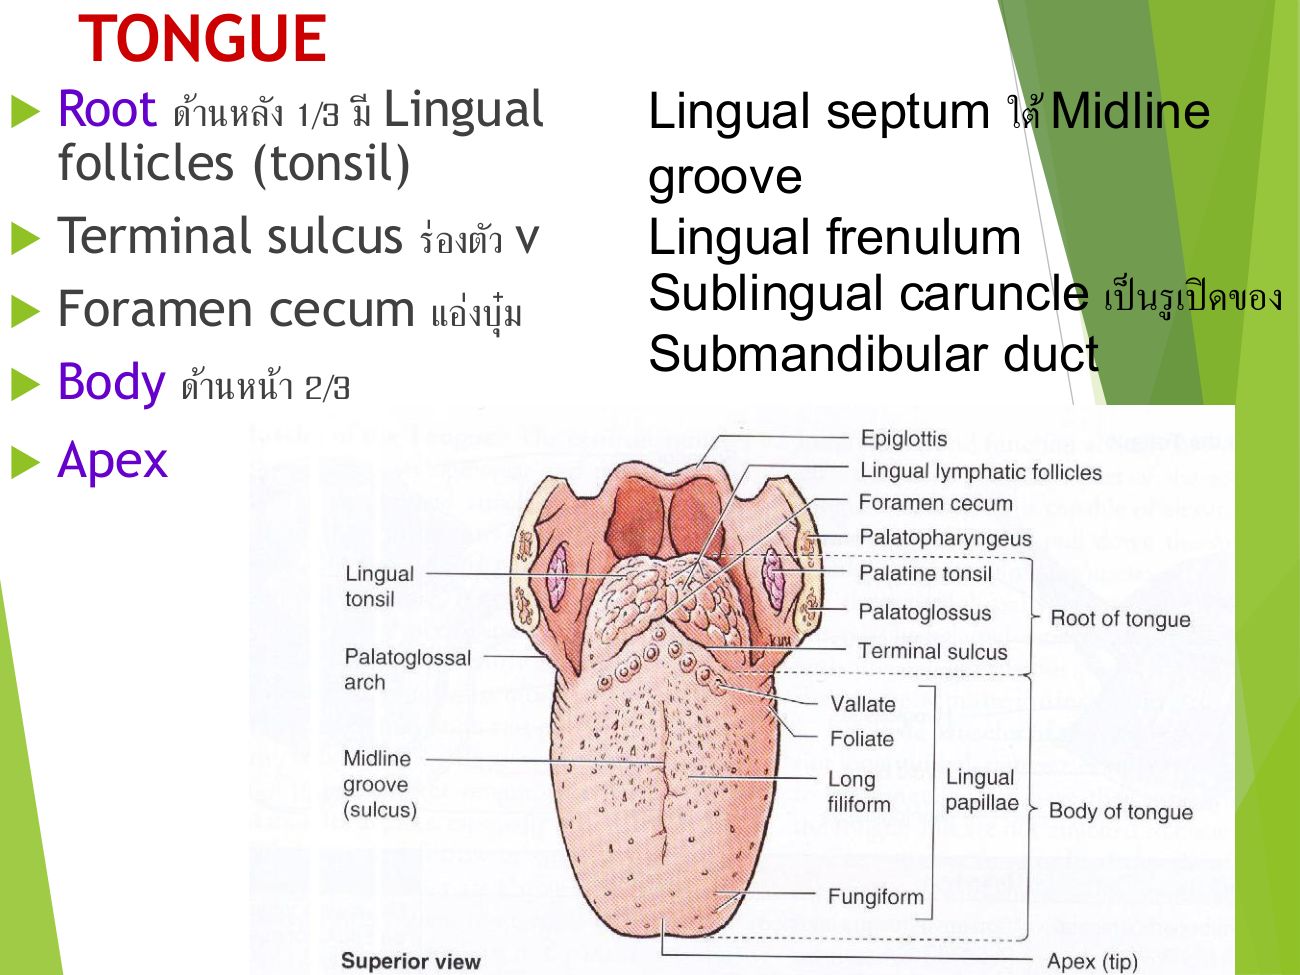 TONGUE
Root ด้านหลัง 1/3 มี Lingual
follicles (tonsil)
Terminal sulcus ร่องตัว v
Foramen cecum แอ่งบุ๋ม
Body ด้านหน้า 2/3
Apex
Lingual septum ใต้ Midline
groove
Lingual frenulum
Sublingual caruncle เป็นรูเปิดของ
Submandibular duct
Epiglottis
Lingual lymphatic follicles
Foramen cecum
Palatopharyngeus
Palatine tonsil
Palatoglossus
Terminal sulcus
Root of tongue
Lingual
tonsil
Palatoglossal
arch
Midline
groove
(sulcus)
Vallate
Foliate
Long
filiform
Fungiform
Lingual
papillae
Body of tongue
Apex (tip)
Superior view